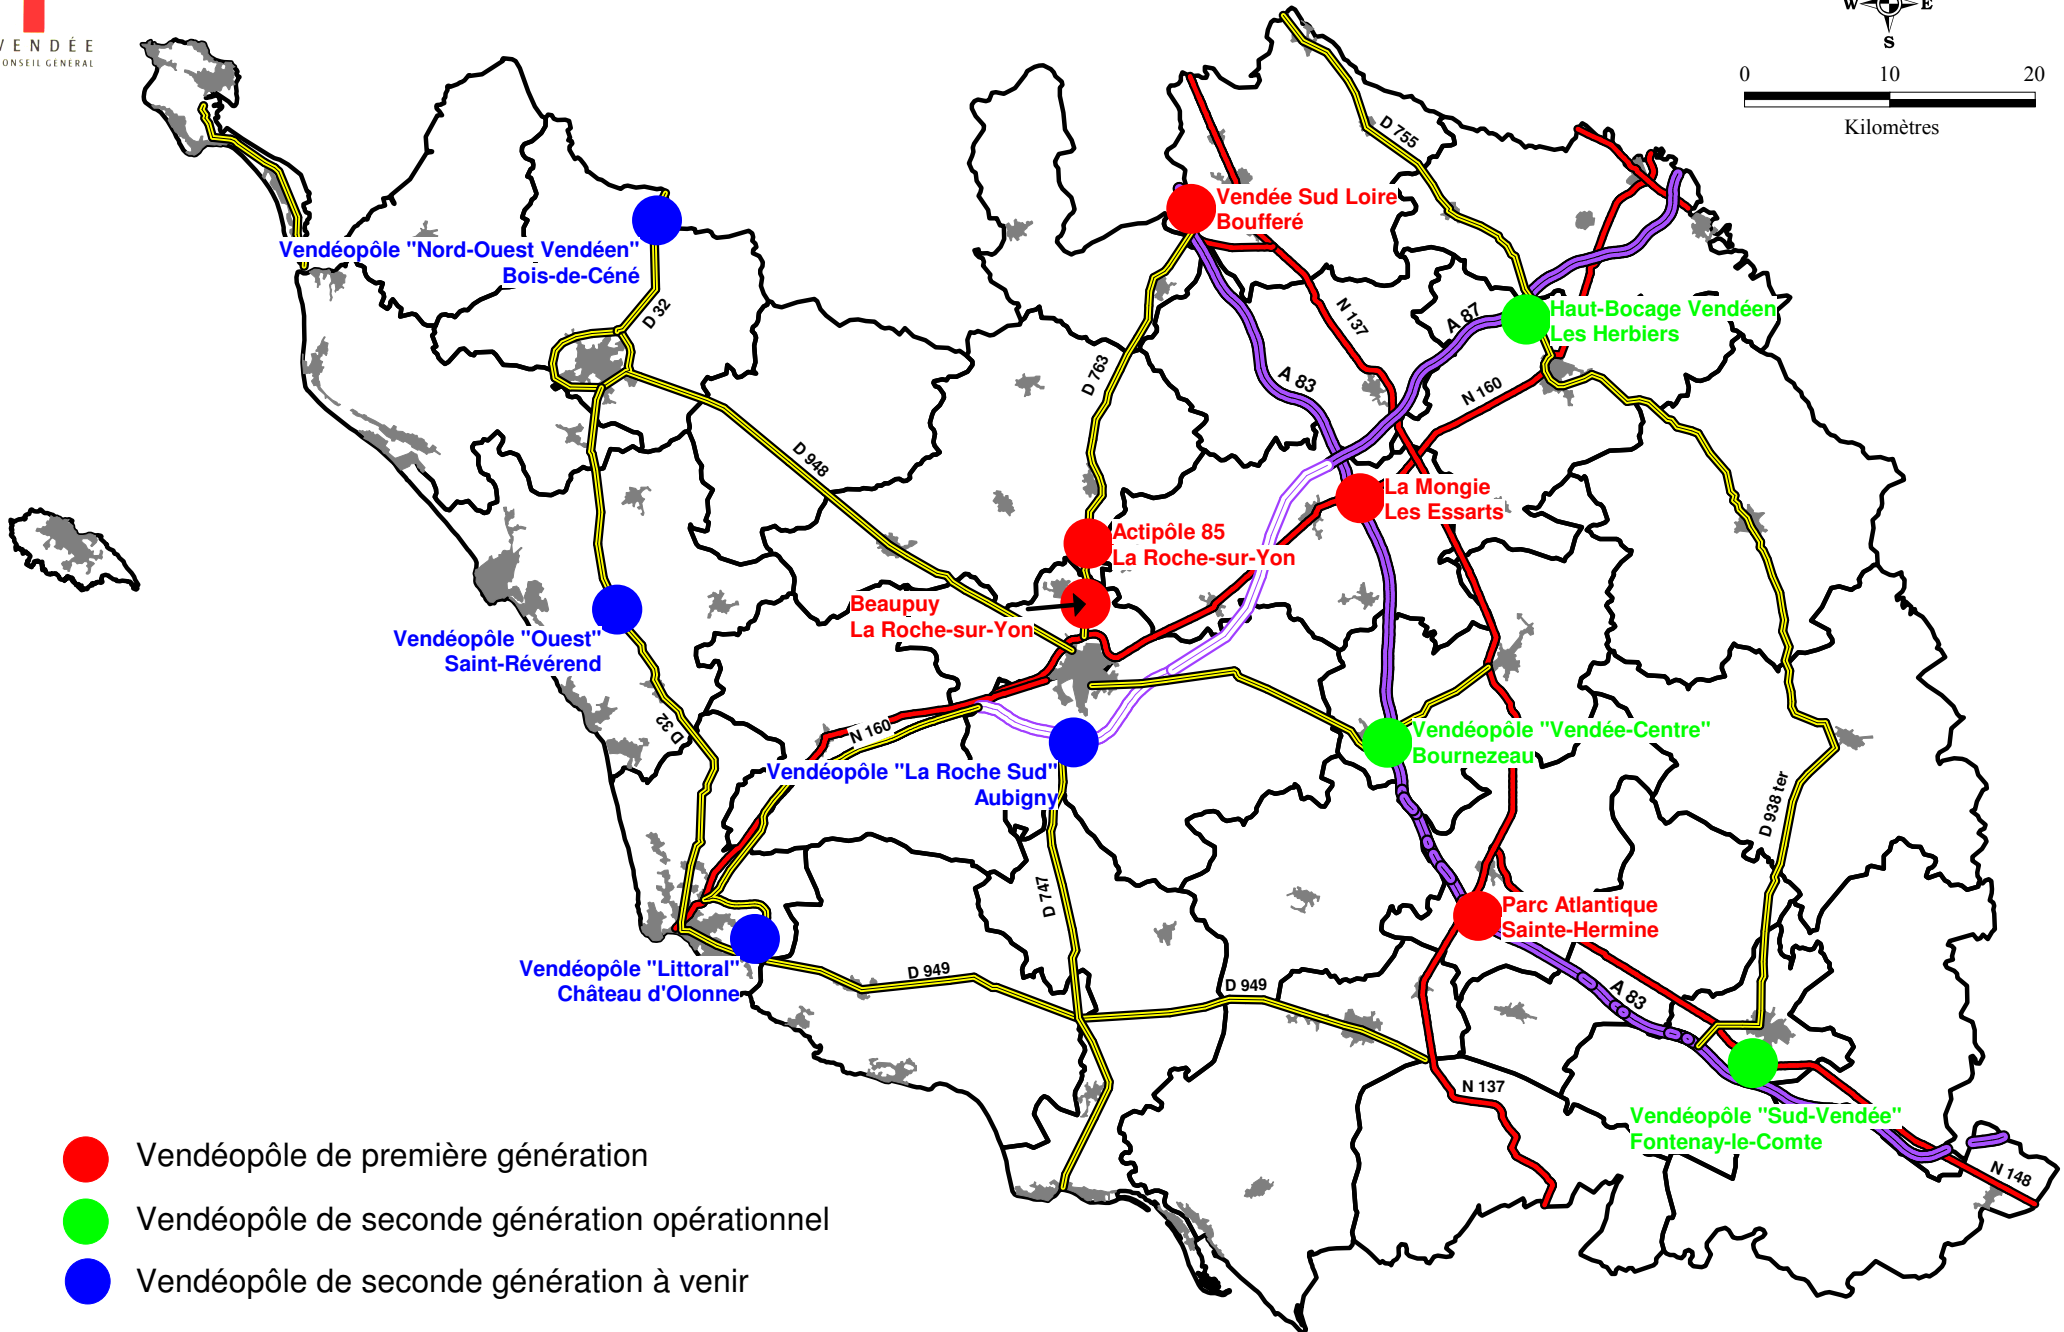 VENDÉE
CONSEIL GÉNÉRAL
W E
S
0 10 20
Kilomètres
D 755
Vendée Sud Loire
Boufferé
Vendéopôle "Nord-Ouest Vendéen"
Bois-de-Céné
D 32
N 137
A 87
Haut-Bocage Vendéen
Les Herbiers
D 763
A 83
N 160
D 948
La Mongie
Les Essarts
Actipôle 85
La Roche-sur-Yon
Beaupuy
La Roche-sur-Yon
Vendéopôle "Ouest"
Saint-Révérend
D 32
N 160
Vendéopôle "Vendée-Centre"
Bournezeau
Vendéopôle "La Roche Sud"
Aubigny
D 938 ter
D 747
Parc Atlantique
Sainte-Hermine
Vendéopôle "Littoral"
Château d'Olonne
D 949
D 949
A 83
N 137
Vendéopôle "Sud-Vendée"
Fontenay-le-Comte
N 148
Vendéopôle de première génération
Vendéopôle de seconde génération opérationnel
Vendéopôle de seconde génération à venir